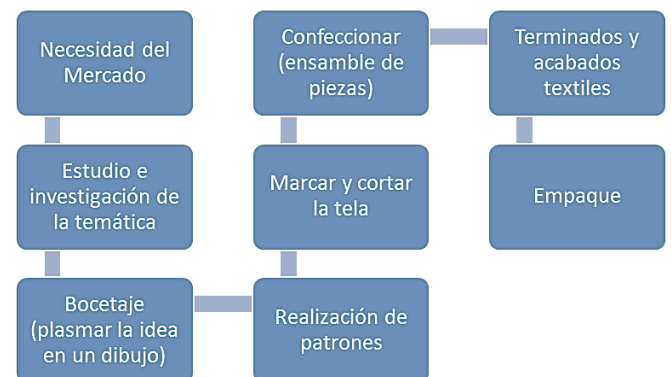 Necesidad del
Mercado
Estudio e
investigación de
la temática
Bocetaje
(plasmar la idea
en un dibujo)
Realización de
patrones
Marcar y cortar
la tela
Confeccionar
(ensamble de
piezas)
Terminados y
acabados
textiles
Empaque